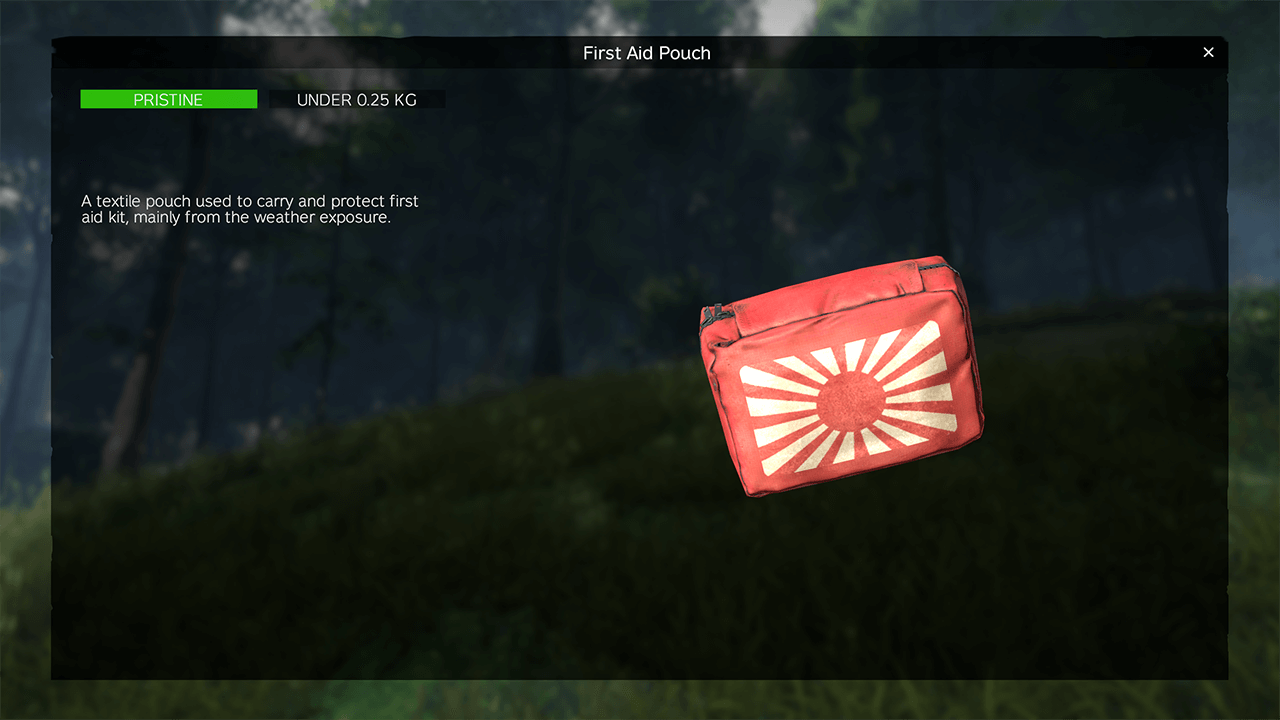 First Aid Pouch
PRISTINE
UNDER 0.25 KG
A textile pouch used to carry and protect first
aid kit, mainly from the weather exposure.